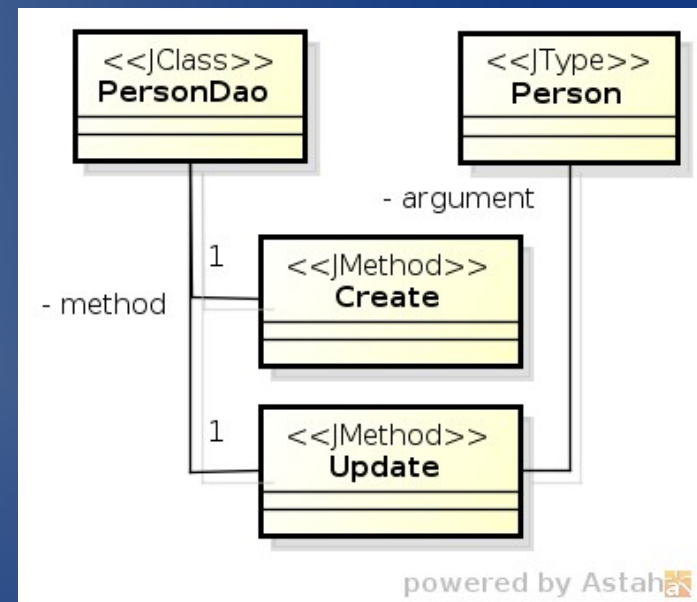 <<JClass>>
PersonDao
<<JType>>
Person
- argument
1
<<JMethod>>
Create
- method
1
<<JMethod>>
Update
powered by Astah